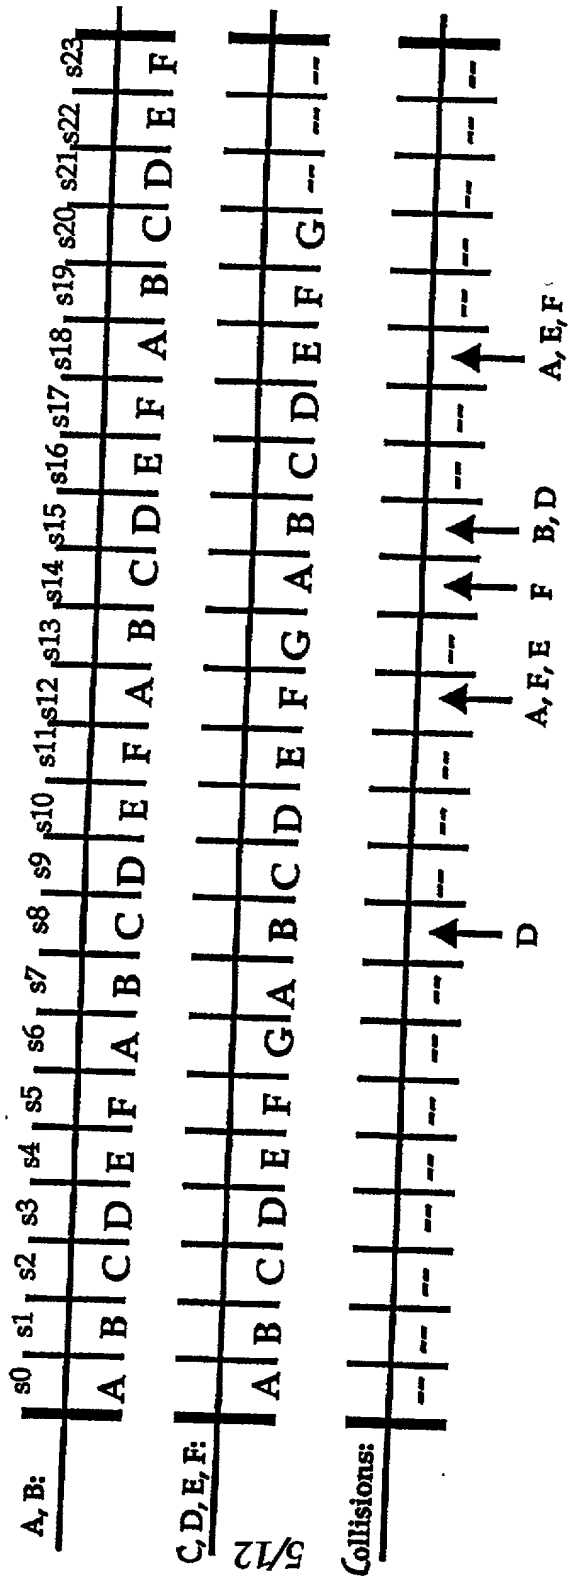 s0 s1 s2 s3 s4 s5 s6 s7 s8 s9 s10 s11 s12 s13 s14 s15 s16 s17 s18 s19 s20 s21 s22 s23
A, B:
A B C D E F A B C D E F A B C D E F A B C D E F
C, D, E, F:
A B C D E F G A B C D E F G A B C D E F G -- -- --
Collisions:
-- -- -- -- -- -- -- -- -- -- -- -- -- -- -- -- -- -- -- --
D A, F, E F B, D A, E, F
5/12